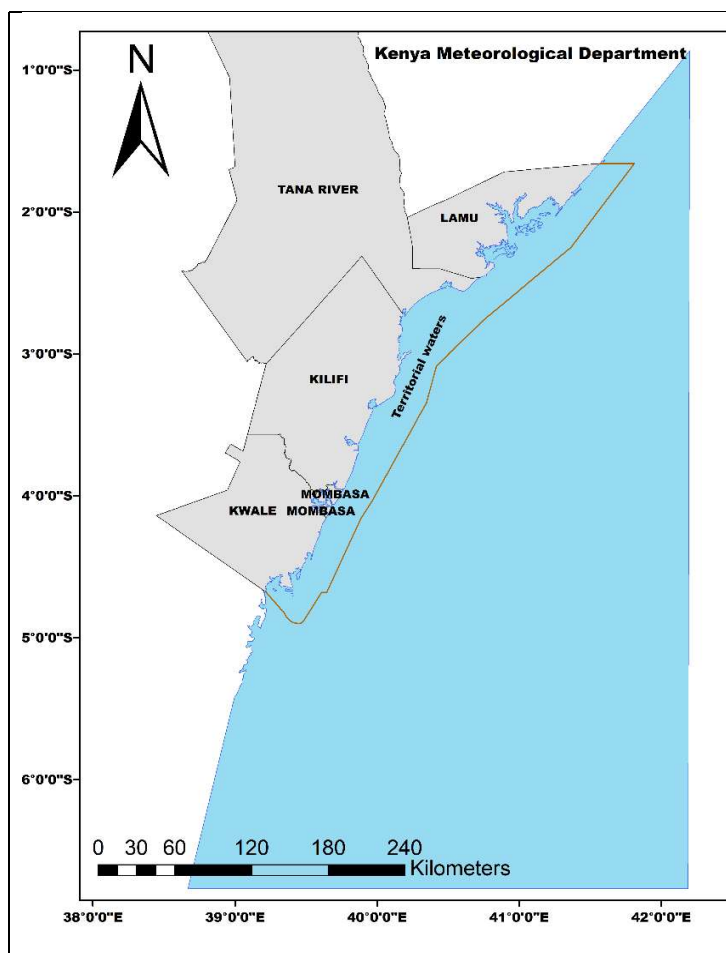 Kenya Meteorological Department
N
1°0'0"S
2°0'0"S
3°0'0"S
4°0'0"S
5°0'0"S
6°0'0"S
TANA RIVER
LAMU
Territorial waters
KILIFI
MOMBASA
KWALE MOMBASA
0 30 60 120 180 240
Kilometers
38°0'0"E 39°0'0"E 40°0'0"E 41°0'0"E 42°0'0"E